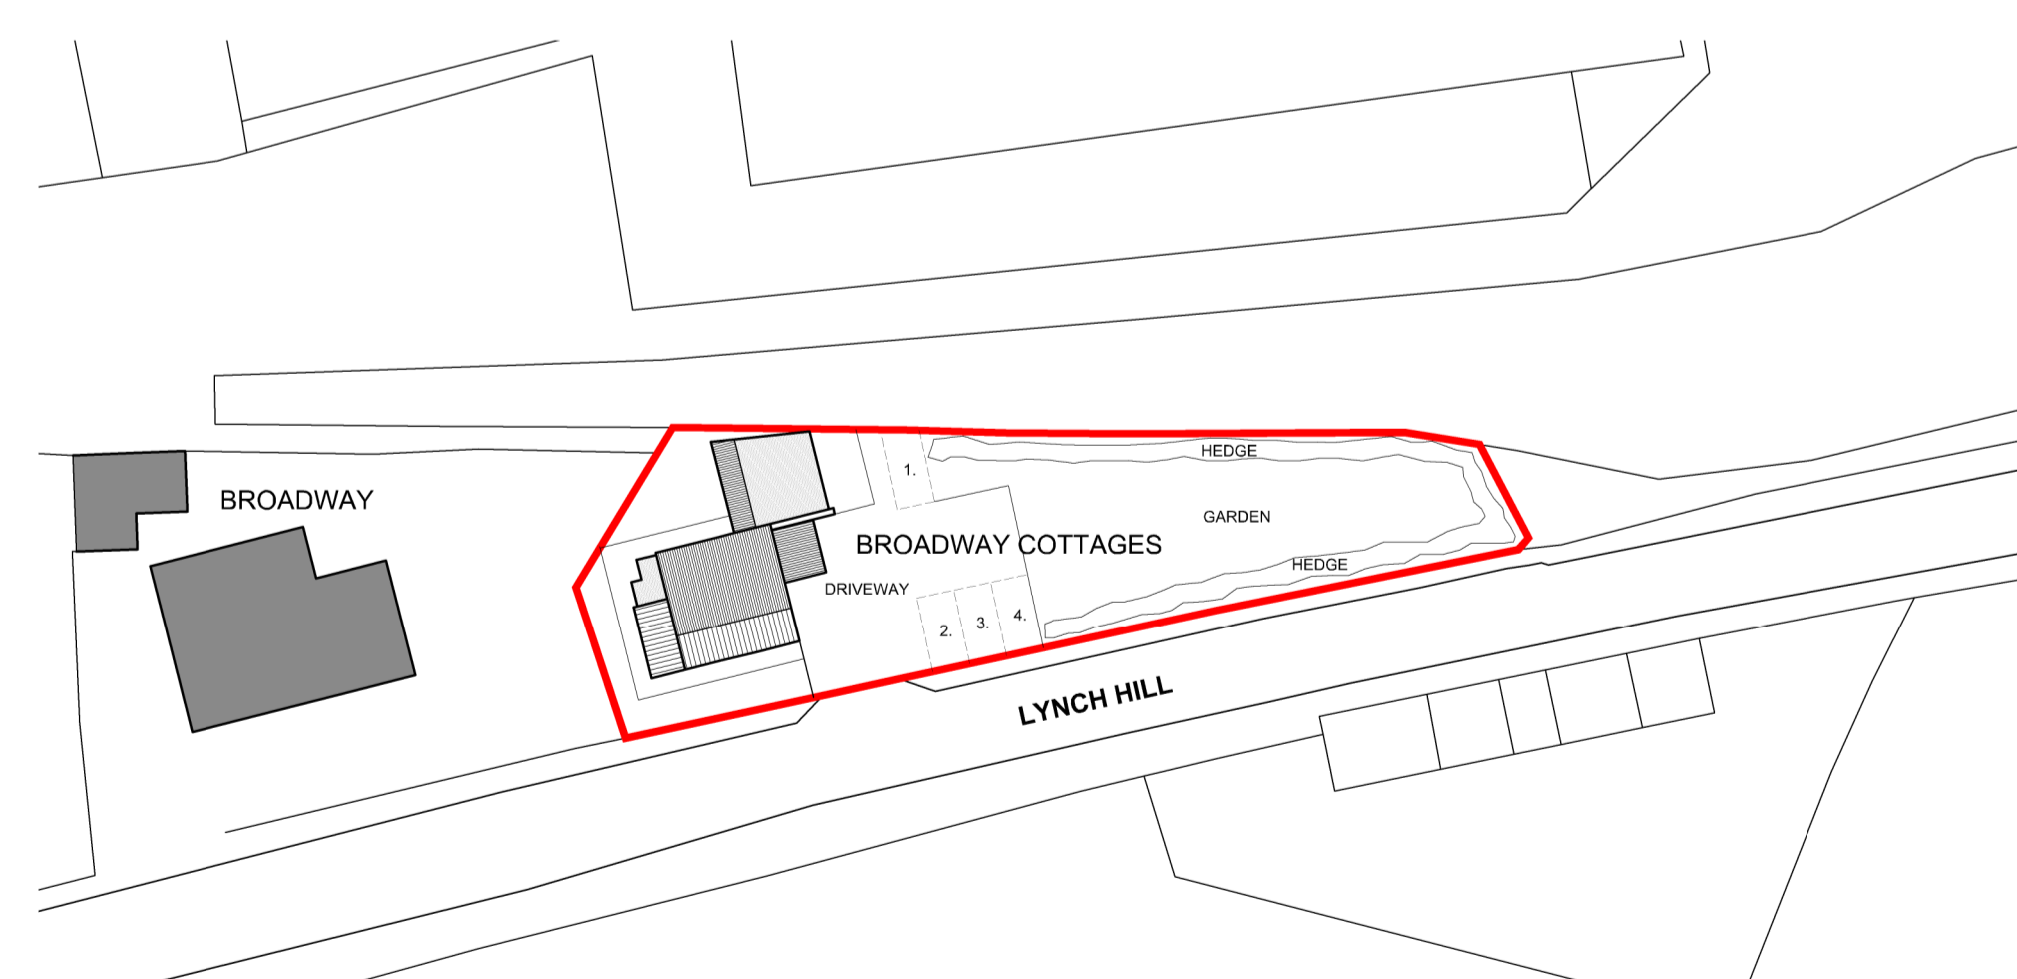 HEDGE
1.
BROADWAY
GARDEN
BROADWAY COTTAGES
HEDGE
DRIVEWAY
2.
3.
4.
LYNCH HILL